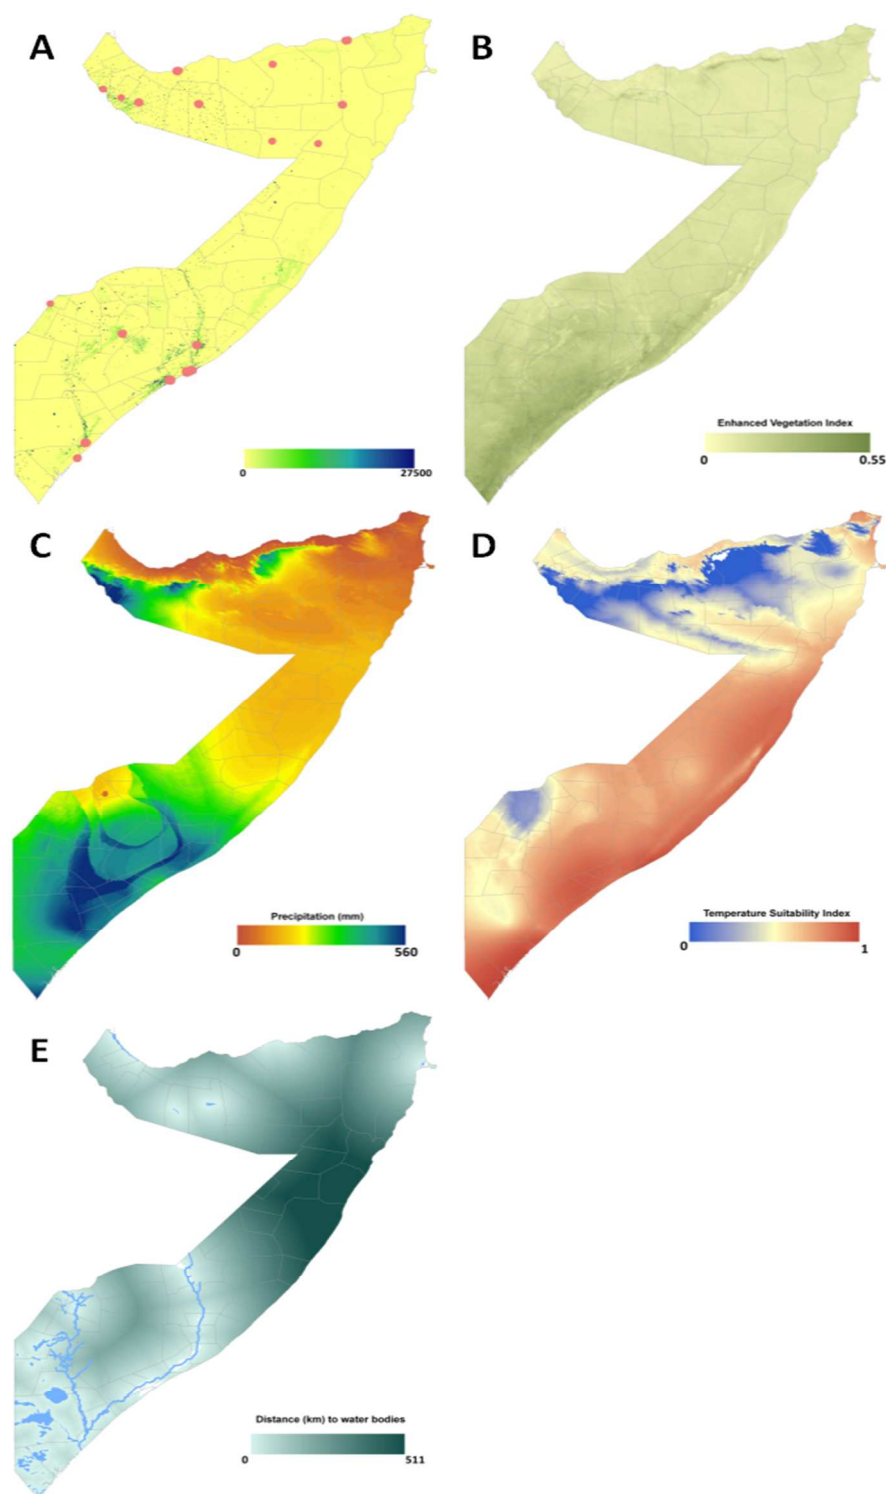 A
B
0
27500
Enhanced Vegetation Index
0
0.55
C
D
Precipitation (mm)
0
560
Temperature Suitability Index
0
1
E
Distance (km) to water bodies
0
511